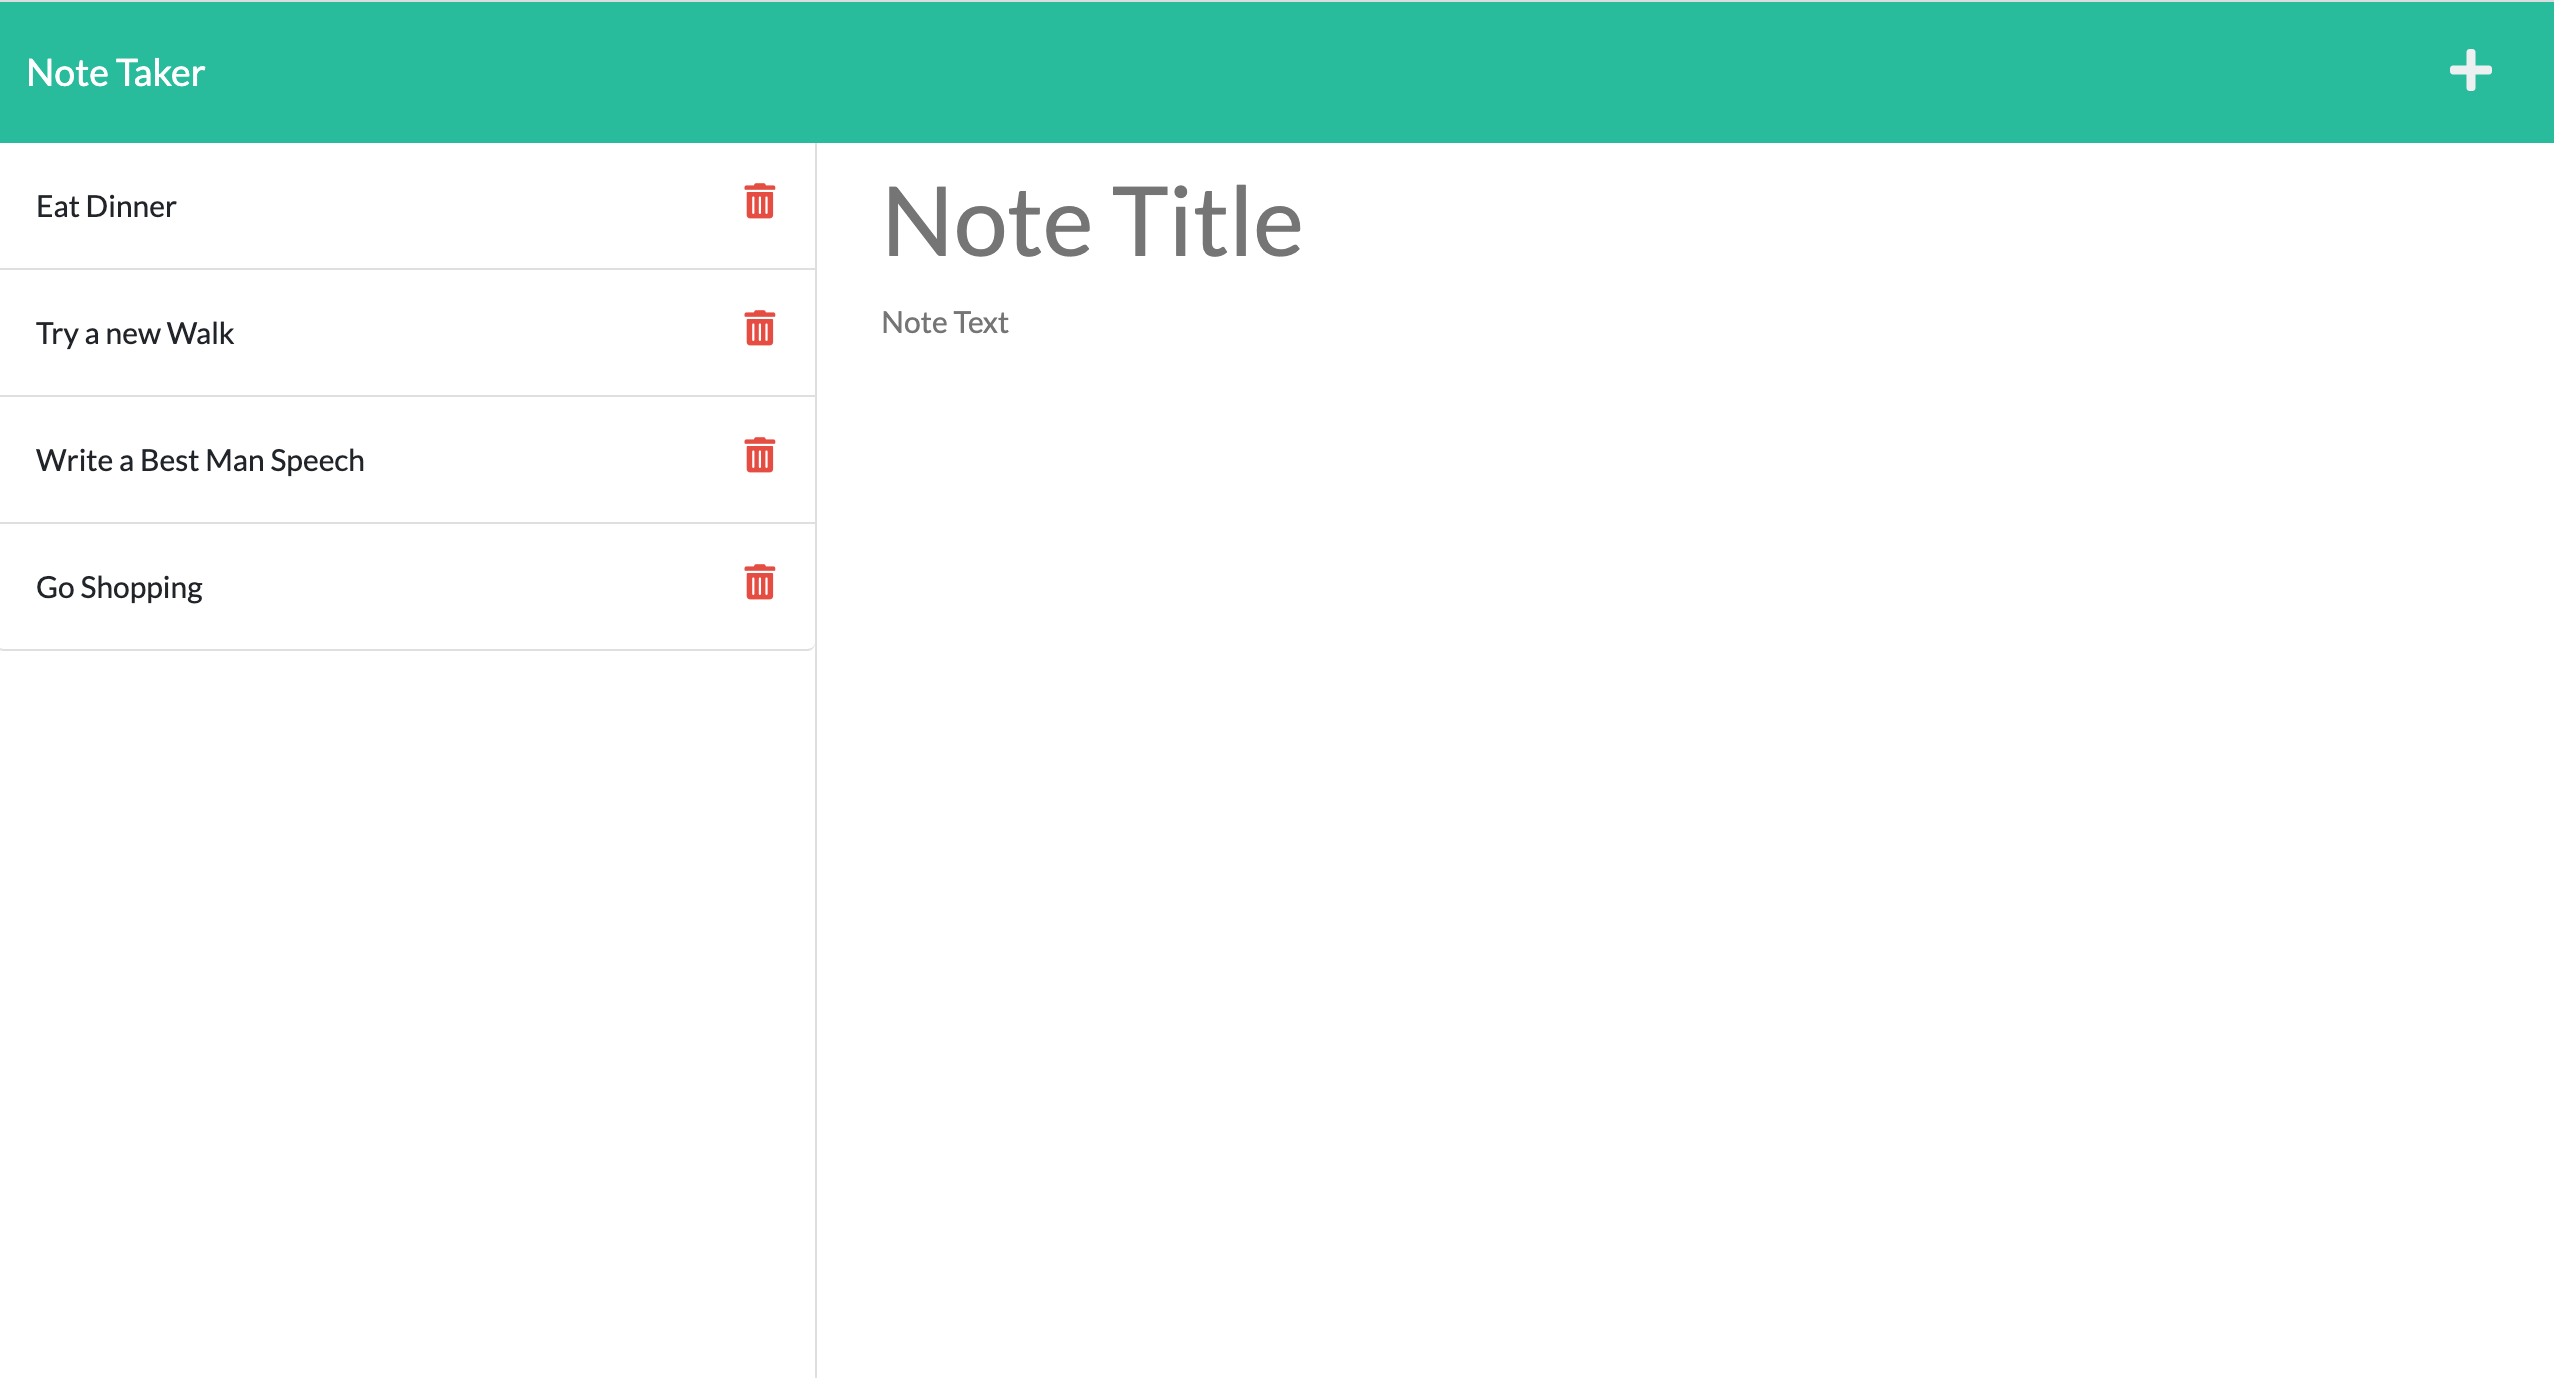 Note Taker
Eat Dinner
Try a new Walk
Write a Best Man Speech
Go Shopping
Note Title
Note Text